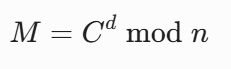 M = C^d mod n